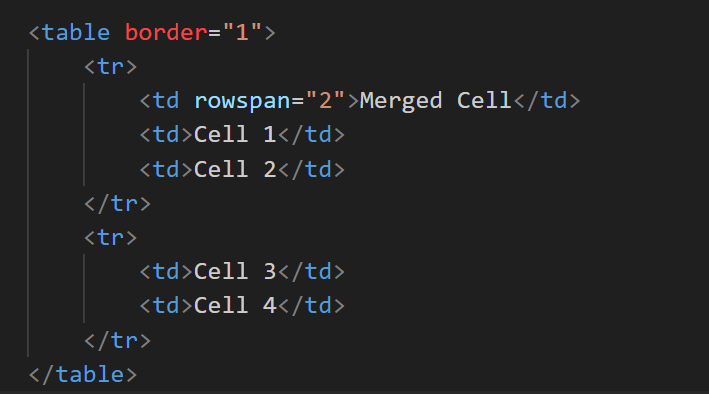 <table border="1">
    <tr>
        <td rowspan="2">Merged Cell</td>
        <td>Cell 1</td>
        <td>Cell 2</td>
    </tr>
    <tr>
        <td>Cell 3</td>
        <td>Cell 4</td>
    </tr>
</table>